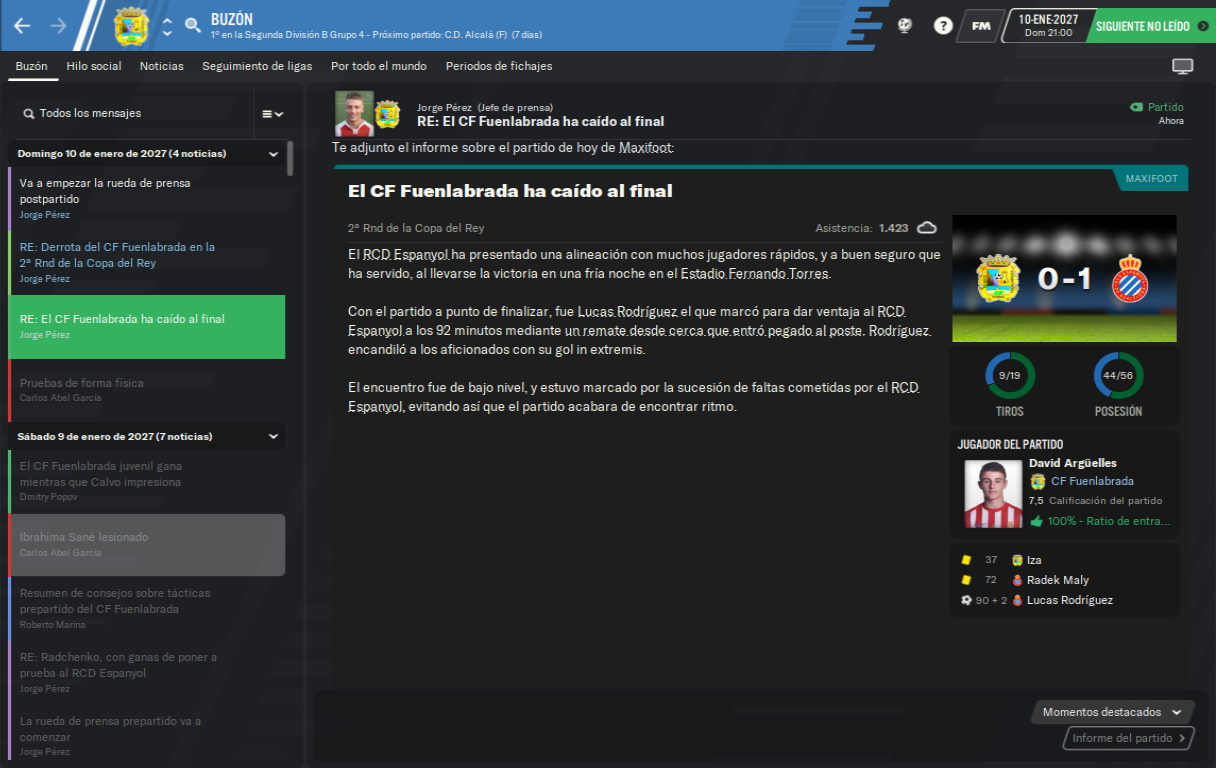 BUZÓN
1º en la Segunda División B Grupo 4 - Próximo partido: C.D. Alcalá (F) (7 días)
?
FM
10-ENE-2027
Dom 21:00
SIGUIENTE NO LEÍDO
Buzón
Hilo social
Noticias
Seguimiento de ligas
Por todo el mundo
Periodos de fichajes
Todos los mensajes
Domingo 10 de enero de 2027 (4 noticias)
Va a empezar la rueda de prensa
postpartido
Jorge Pérez
RE: Derrota del CF Fuenlabrada en la
2ª Rnd de la Copa del Rey
Jorge Pérez
RE: El CF Fuenlabrada ha caído al final
Jorge Pérez
Pruebas de forma física
Carlos Abel García
Sábado 9 de enero de 2027 (7 noticias)
El CF Fuenlabrada juvenil gana
mientras que Calvo impresiona
Dmitry Popov
Ibrahima Sané lesionado
Carlos Abel García
Resumen de consejos sobre tácticas
prepartido del CF Fuenlabrada
Roberto Marina
RE: Radchenko, con ganas de poner a
prueba al RCD Espanyol
Jorge Pérez
La rueda de prensa prepartido va a
comenzar
Jorge Pérez
Jorge Pérez (Jefe de prensa)
RE: El CF Fuenlabrada ha caído al final
Partido
Ahora
Te adjunto el informe sobre el partido de hoy de Maxifoot:
MAXIFOOT
El CF Fuenlabrada ha caído al final
2ª Rnd de la Copa del Rey
Asistencia: 1.423
El RCD Espanyol ha presentado una alineación con muchos jugadores rápidos, y a buen seguro que
ha servido, al llevarse la victoria en una fría noche en el Estadio Fernando Torres.
Con el partido a punto de finalizar, fue Lucas Rodríguez el que marcó para dar ventaja al RCD
Espanyol a los 92 minutos mediante un remate desde cerca que entró pegado al poste. Rodríguez
encandiló a los aficionados con su gol in extremis.
El encuentro fue de bajo nivel, y estuvo marcado por la sucesión de faltas cometidas por el RCD
Espanyol, evitando así que el partido acabara de encontrar ritmo.
0-1
9/19
TIROS
44/56
POSESIÓN
JUGADOR DEL PARTIDO
David Argüelles
CF Fuenlabrada
7,5 Calificación del partido
100% - Ratio de entra...
37 Iza
72 Radek Maly
90 + 2 Lucas Rodríguez
Momentos destacados
Informe del partido